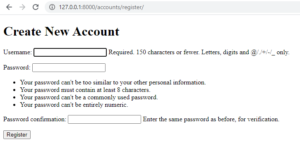 127.0.0.1:8000/accounts/register/
Create New Account
Username: Required. 150 characters or fewer. Letters, digits and @/./+/-/_ only.
Password:
Your password can't be too similar to your other personal information.
Your password must contain at least 8 characters.
Your password can't be a commonly used password.
Your password can't be entirely numeric.
Password confirmation: Enter the same password as before, for verification.
Register